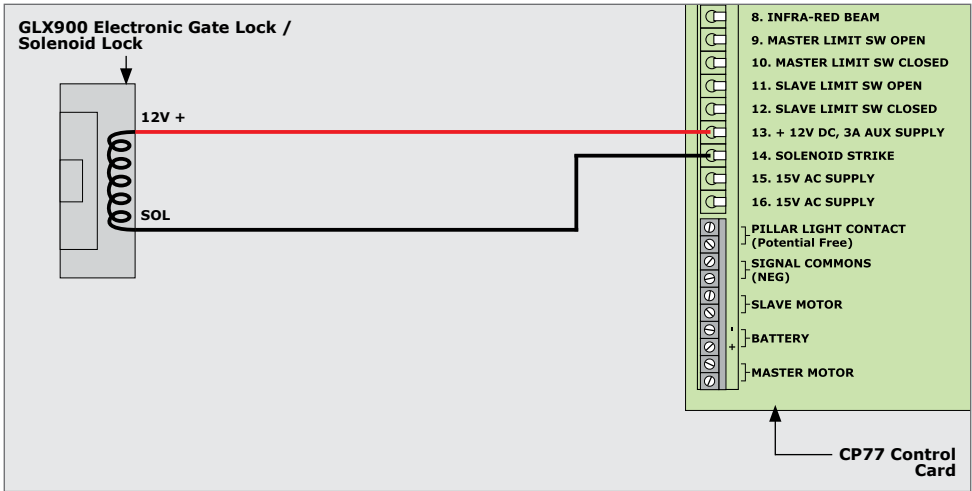 GLX900 Electronic Gate Lock /
Solenoid Lock
12V +
SOL
8. INFRA-RED BEAM
9. MASTER LIMIT SW OPEN
10. MASTER LIMIT SW CLOSED
11. SLAVE LIMIT SW OPEN
12. SLAVE LIMIT SW CLOSED
13. + 12V DC, 3A AUX SUPPLY
14. SOLENOID STRIKE
15. 15V AC SUPPLY
16. 15V AC SUPPLY
PILLAR LIGHT CONTACT
(Potential Free)
SIGNAL COMMONS
(NEG)
SLAVE MOTOR
-
BATTERY
+
MASTER MOTOR
CP77 Control
Card